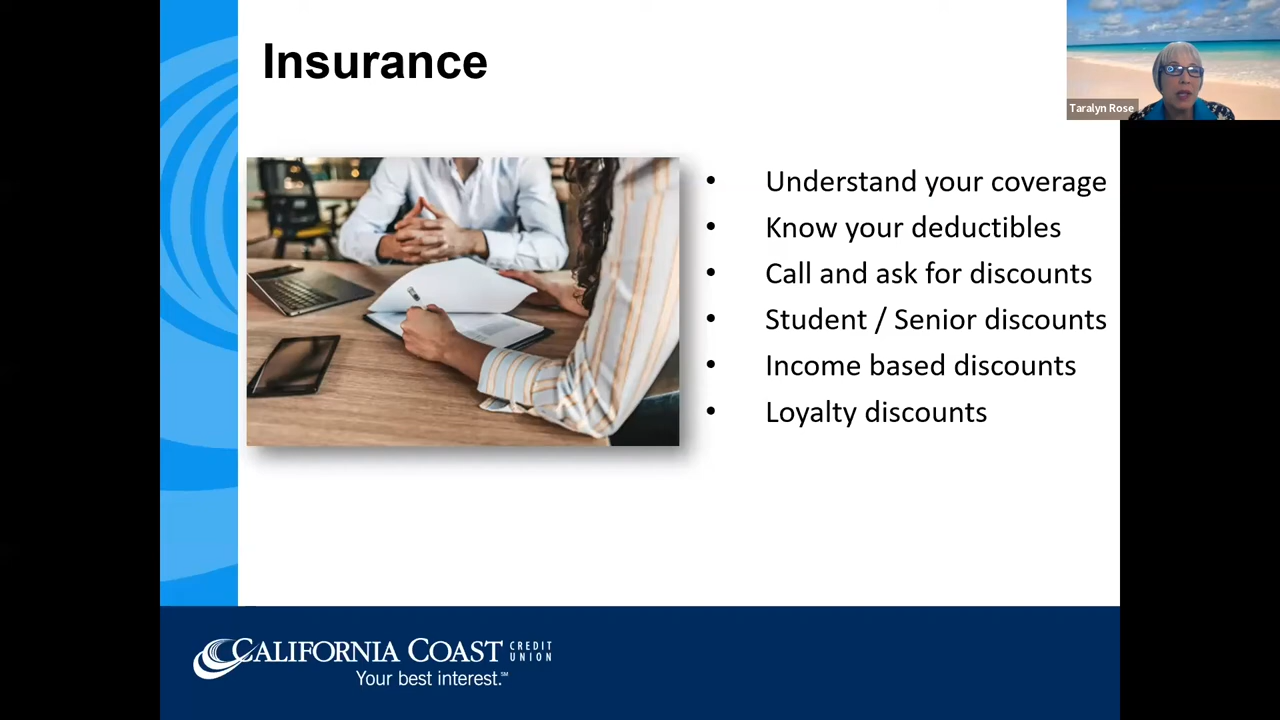 Insurance
Taralyn Rose
• Understand your coverage
• Know your deductibles
• Call and ask for discounts
• Student / Senior discounts
• Income based discounts
• Loyalty discounts
CALIFORNIA COAST CREDIT UNION
Your best interest.℠